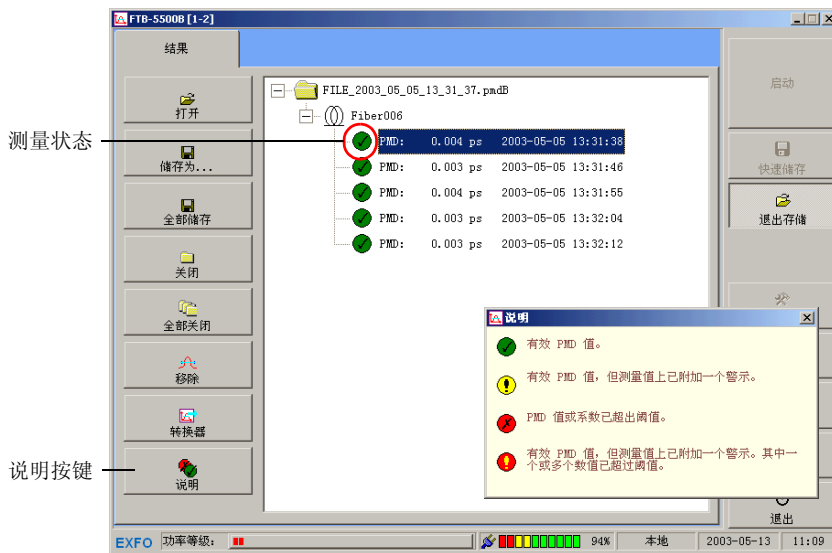 FTB-5500B [1-2]
结果
启动
打开
FILE_2003_05_05_13_31_37.pmdB
Fiber006
测量状态
PMD: 0.004 ps 2003-05-05 13:31:38
储存为...
PMD: 0.003 ps 2003-05-05 13:31:46
快速储存
PMD: 0.004 ps 2003-05-05 13:31:55
全部储存
PMD: 0.003 ps 2003-05-05 13:32:04
退出存储
PMD: 0.003 ps 2003-05-05 13:32:12
关闭
全部关闭
说明
有效 PMD 值。
移除
有效 PMD 值，但测量值上已附加一个警示。
PMD 值或系数已超出阈值。
转换器
有效 PMD 值，但测量值上已附加一个警示。其中一
个或多个数值已超过阈值。
说明按键
说明
退出
EXFO 功率等级: 94% 本地 2003-05-13 11:09